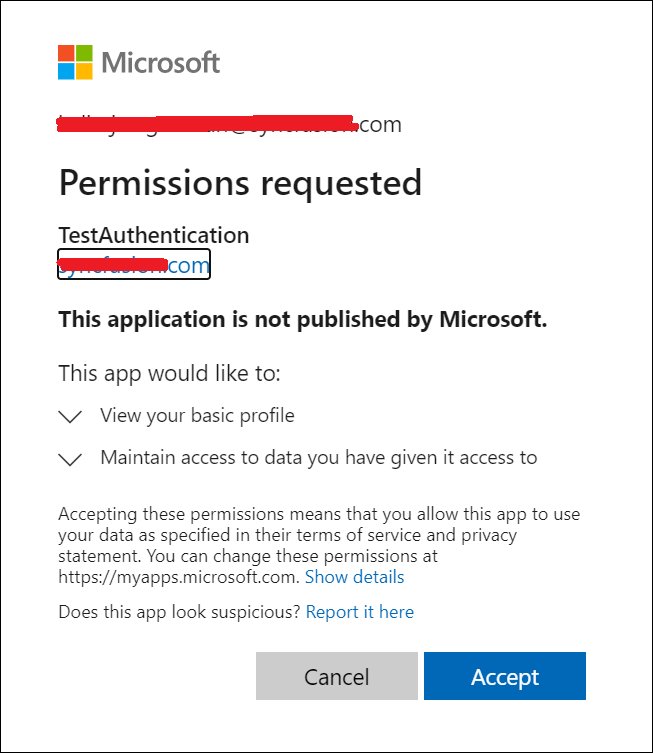 Microsoft
.com
Permissions requested
TestAuthentication
.com
This application is not published by Microsoft.
This app would like to:
View your basic profile
Maintain access to data you have given it access to
Accepting these permissions means that you allow this app to use
your data as specified in their terms of service and privacy
statement. You can change these permissions at
https://myapps.microsoft.com. Show details
Does this app look suspicious? Report it here
Cancel
Accept